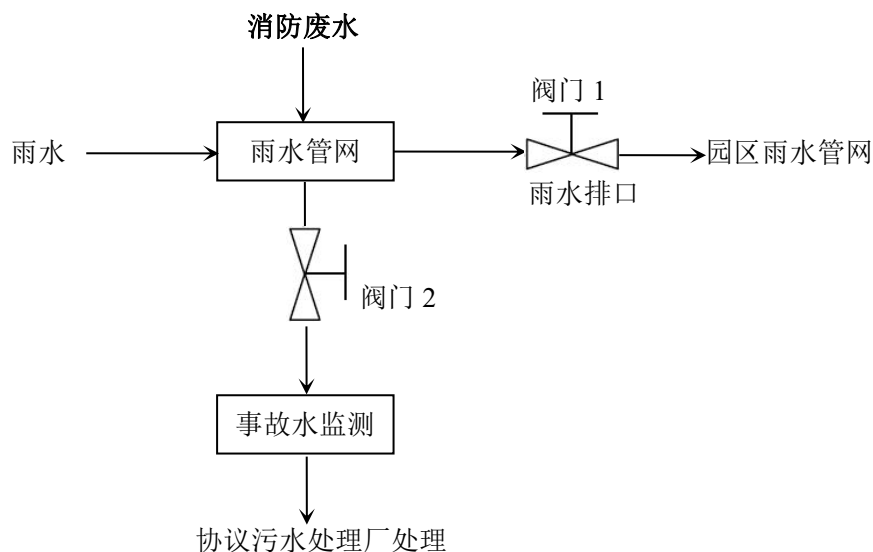 消防废水
阀门 1
雨水
雨水管网
园区雨水管网
雨水排口
阀门 2
事故水监测
协议污水处理厂处理